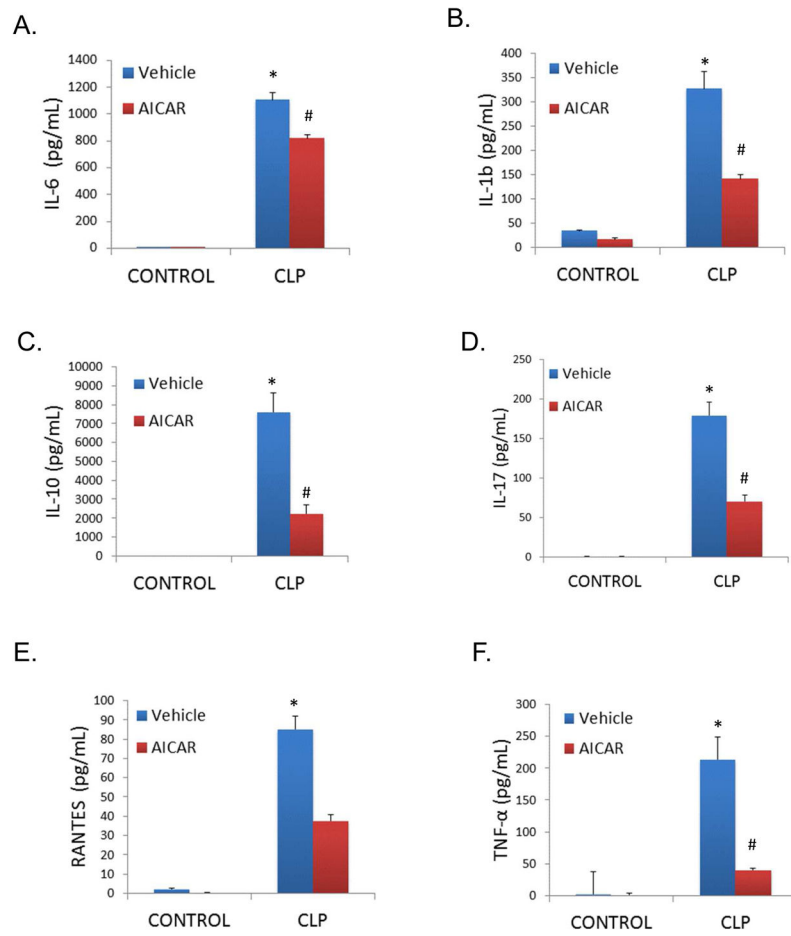 A.
IL-6 (pg/mL)
1400
1200
1000
800
600
400
200
0
Vehicle
AICAR
*
#
CONTROL CLP
B.
IL-1b (pg/mL)
400
350
300
250
200
150
100
50
0
Vehicle
AICAR
*
#
CONTROL CLP
C.
IL-10 (pg/mL)
10000
9000
8000
7000
6000
5000
4000
3000
2000
1000
0
Vehicle
AICAR
*
#
CONTROL CLP
D.
IL-17 (pg/mL)
250
200
150
100
50
0
Vehicle
AICAR
*
#
CONTROL CLP
E.
RANTES (pg/mL)
100
90
80
70
60
50
40
30
20
10
0
Vehicle
AICAR
*
CONTROL CLP
F.
TNF-α (pg/mL)
300
250
200
150
100
50
0
Vehicle
AICAR
*
#
CONTROL CLP